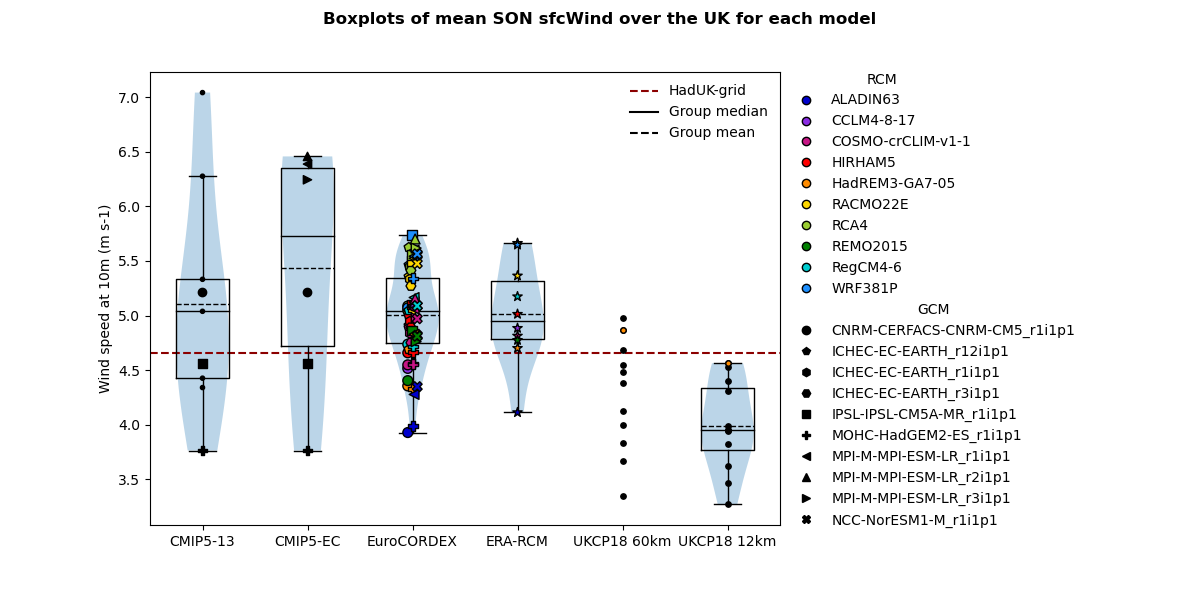 Boxplots of mean SON sfcWind over the UK for each model
Wind speed at 10m (m s-1)
7.0
6.5
6.0
5.5
5.0
4.5
4.0
3.5
CMIP5-13
CMIP5-EC
EuroCORDEX
ERA-RCM
UKCP18 60km
UKCP18 12km
HadUK-grid
Group median
Group mean
RCM
ALADIN63
CCLM4-8-17
COSMO-crCLIM-v1-1
HIRHAM5
HadREM3-GA7-05
RACMO22E
RCA4
REMO2015
RegCM4-6
WRF381P
GCM
CNRM-CERFACS-CNRM-CM5_r1i1p1
ICHEC-EC-EARTH_r12i1p1
ICHEC-EC-EARTH_r1i1p1
ICHEC-EC-EARTH_r3i1p1
IPSL-IPSL-CM5A-MR_r1i1p1
MOHC-HadGEM2-ES_r1i1p1
MPI-M-MPI-ESM-LR_r1i1p1
MPI-M-MPI-ESM-LR_r2i1p1
MPI-M-MPI-ESM-LR_r3i1p1
NCC-NorESM1-M_r1i1p1